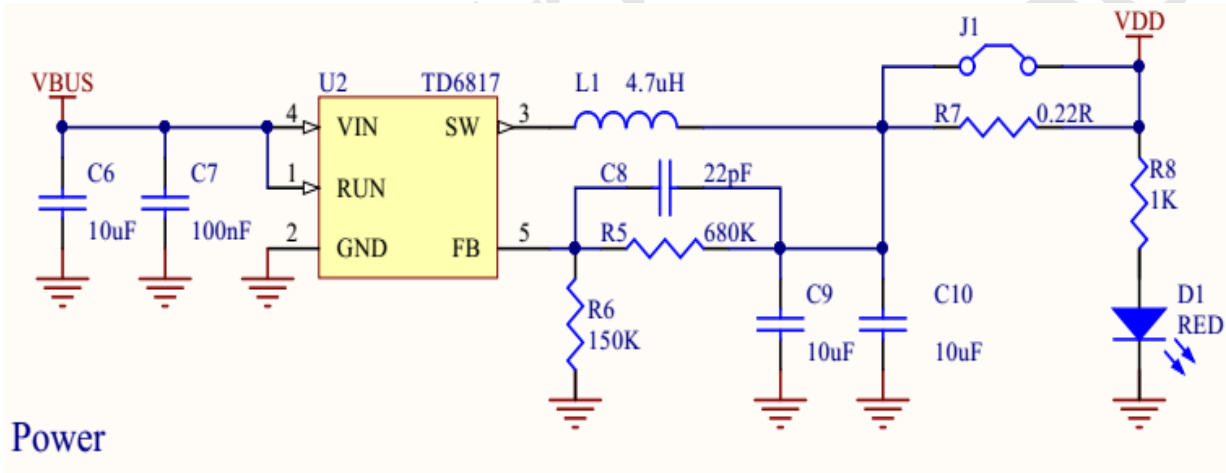 J1
VDD
VBUS
U2 TD6817
L1 4.7uH
4 VIN SW 3
R7 0.22R
C6
10uF
C7
100nF
1 RUN
C8 22pF
R8
1K
2 GND FB 5
R5 680K
R6
150K
C9
10uF
C10
10uF
D1
RED
Power